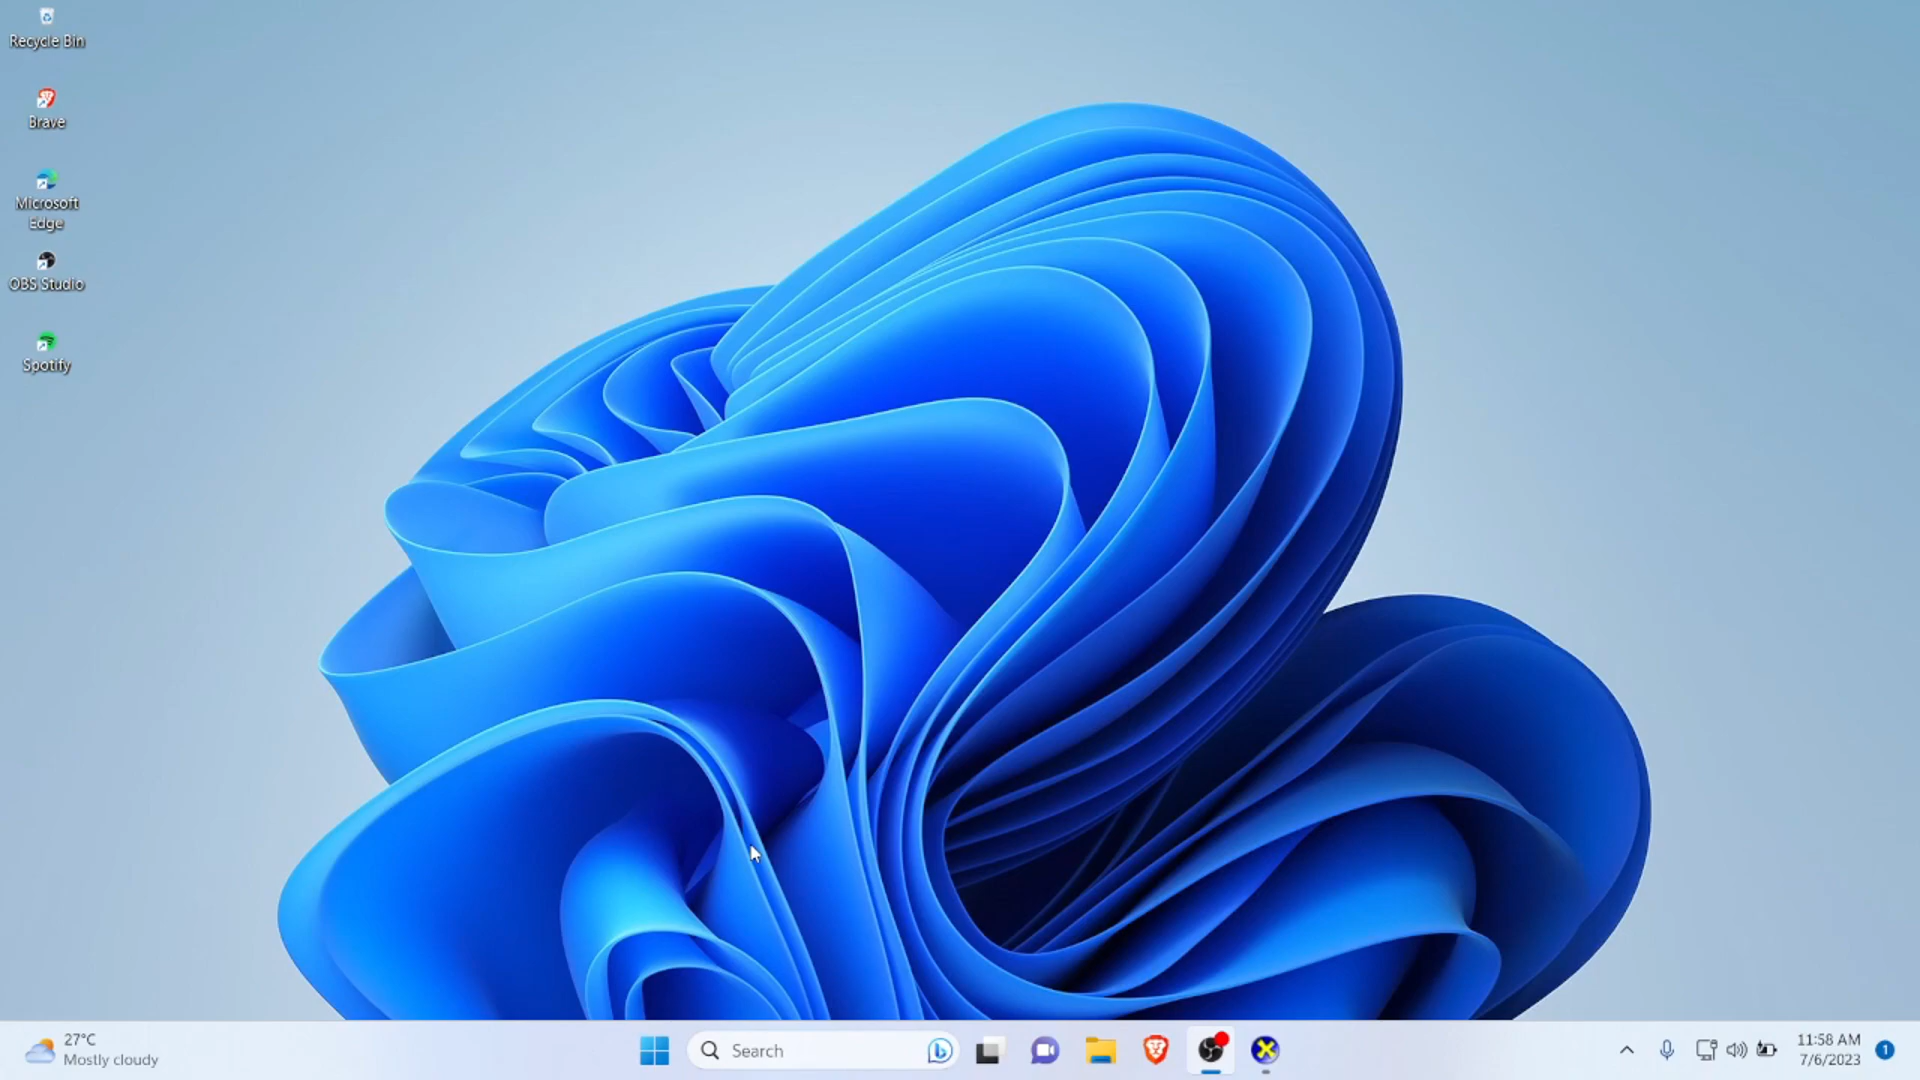 Recycle Bin
Brave
Microsoft
Edge
OBS Studio
Spotify
27°C
Mostly cloudy
Search
11:58 AM
7/6/2023
1